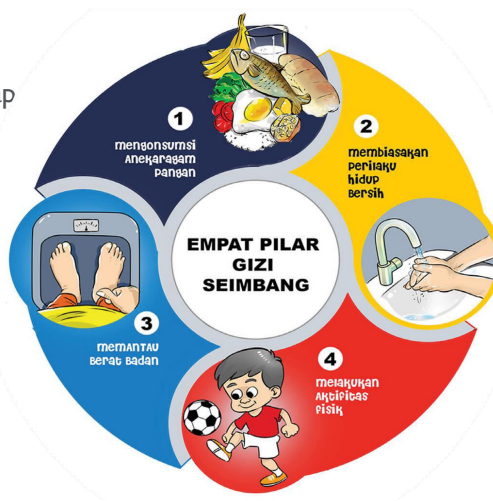 1
mengonsumsi
Anekaragam
pangan
2
membiasakan
perilaku
hidup
Bersih
EMPAT PILAR
GIZI
SEIMBANG
3
memANTAU
Berat Badan
4
melakukan
Aktifitas
Fisik